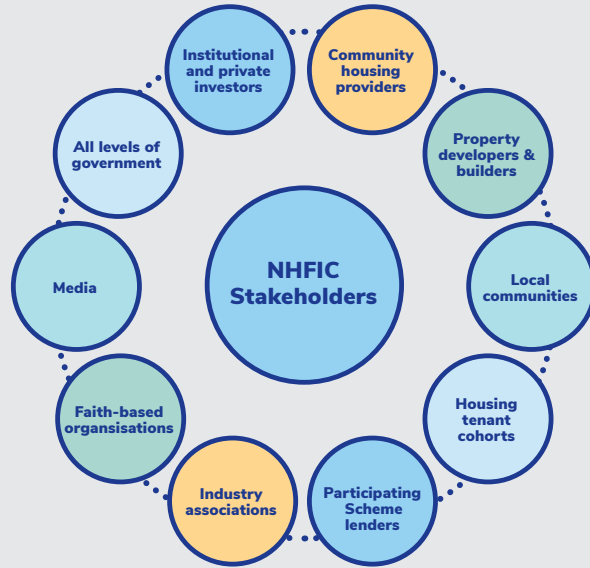 Institutional
and private
investors
Community
housing
providers
Property
developers &
builders
Local
communities
Housing
tenant
cohorts
Participating
Scheme
lenders
Industry
associations
Faith-based
organsisations
Media
All levels of
government
NHFIC
Stakeholders